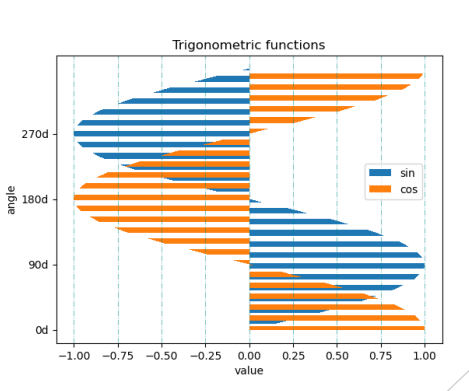 Trigonometric functions
270d
180d
90d
0d
angle
sin
cos
−1.00 −0.75 −0.50 −0.25 0.00 0.25 0.50 0.75 1.00
value